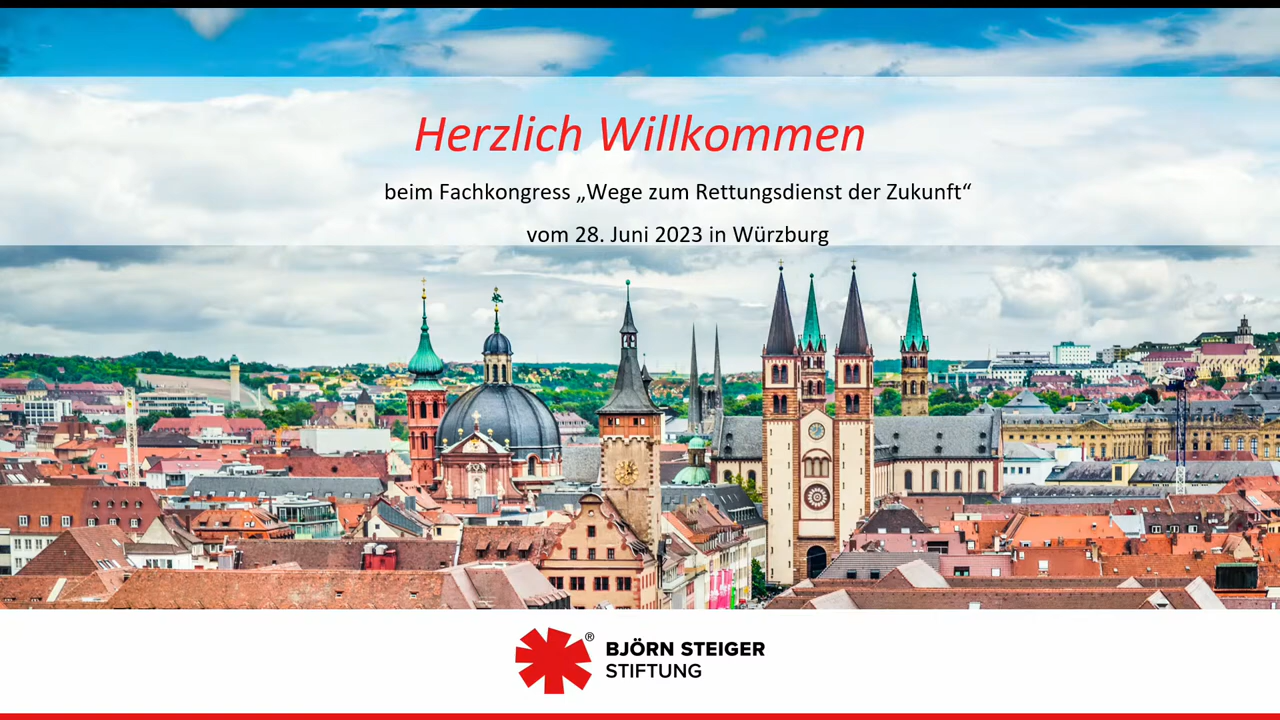 Herzlich Willkommen
beim Fachkongress „Wege zum Rettungsdienst der Zukunft“
vom 28. Juni 2023 in Würzburg
®
BJÖRN STEIGER
STIFTUNG